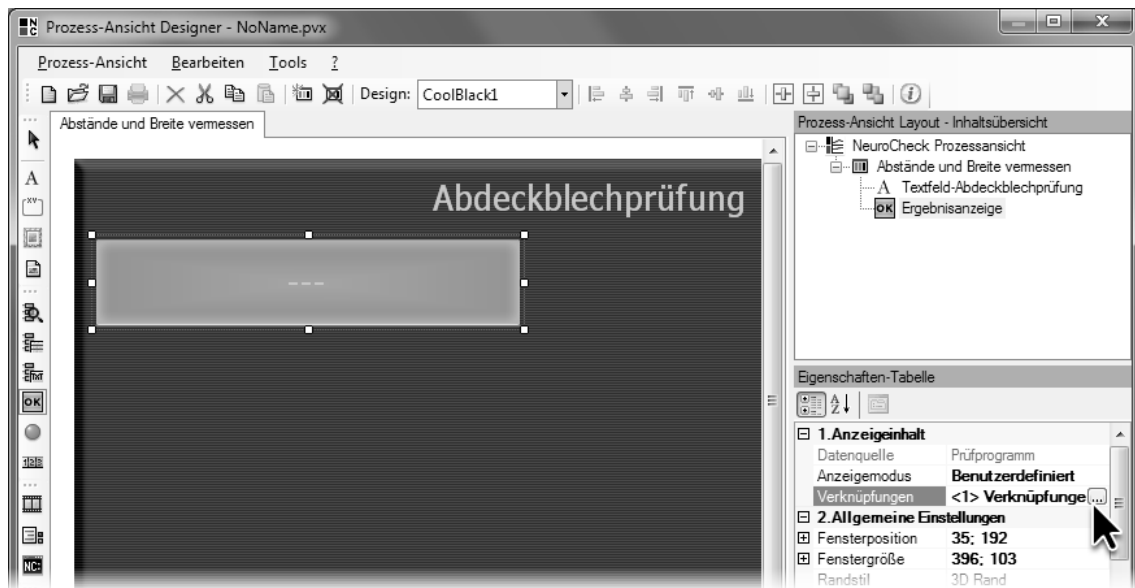 Prozess-Ansicht Designer - NoName.pvx
Prozess-Ansicht Bearbeiten Tools ?
Design: CoolBlack1
Abstände und Breite vermessen
Abdeckblechprüfung
---
Prozess-Ansicht Layout - Inhaltsübersicht
NeuroCheck Prozessansicht
Abstände und Breite vermessen
A Textfeld-Abdeckblechprüfung
OK Ergebnisanzeige
Eigenschaften-Tabelle
1.Anzeigeinhalt
Datenquelle Prüfprogramm
Anzeigemodus Benutzerdefiniert
Verknüpfungen <1> Verknüpfunge ...
2.Allgemeine Einstellungen
Fensterposition 35; 192
Fenstergröße 396; 103
Randstil 3D Rand